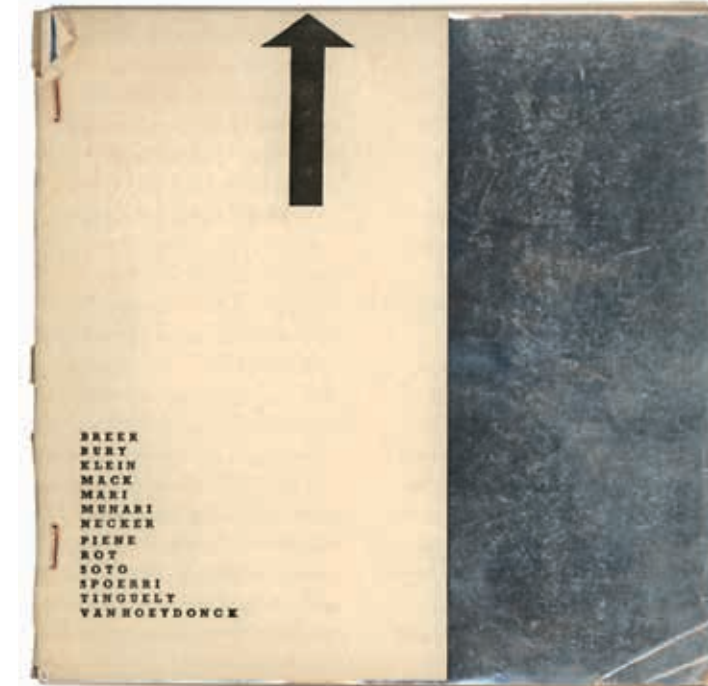 BREER
BURY
KLEIN
MACK
MARI
MUNARI
NECKER
PIENE
ROT
SOTO
SPOERRI
TINGUELY
VANHOEYDONCK